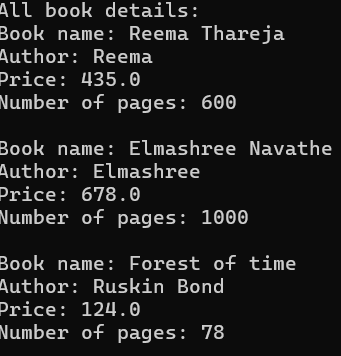 All book details:
Book name: Reema Thareja
Author: Reema
Price: 435.0
Number of pages: 600
Book name: Elmashree Navathe
Author: Elmashree
Price: 678.0
Number of pages: 1000
Book name: Forest of time
Author: Ruskin Bond
Price: 124.0
Number of pages: 78